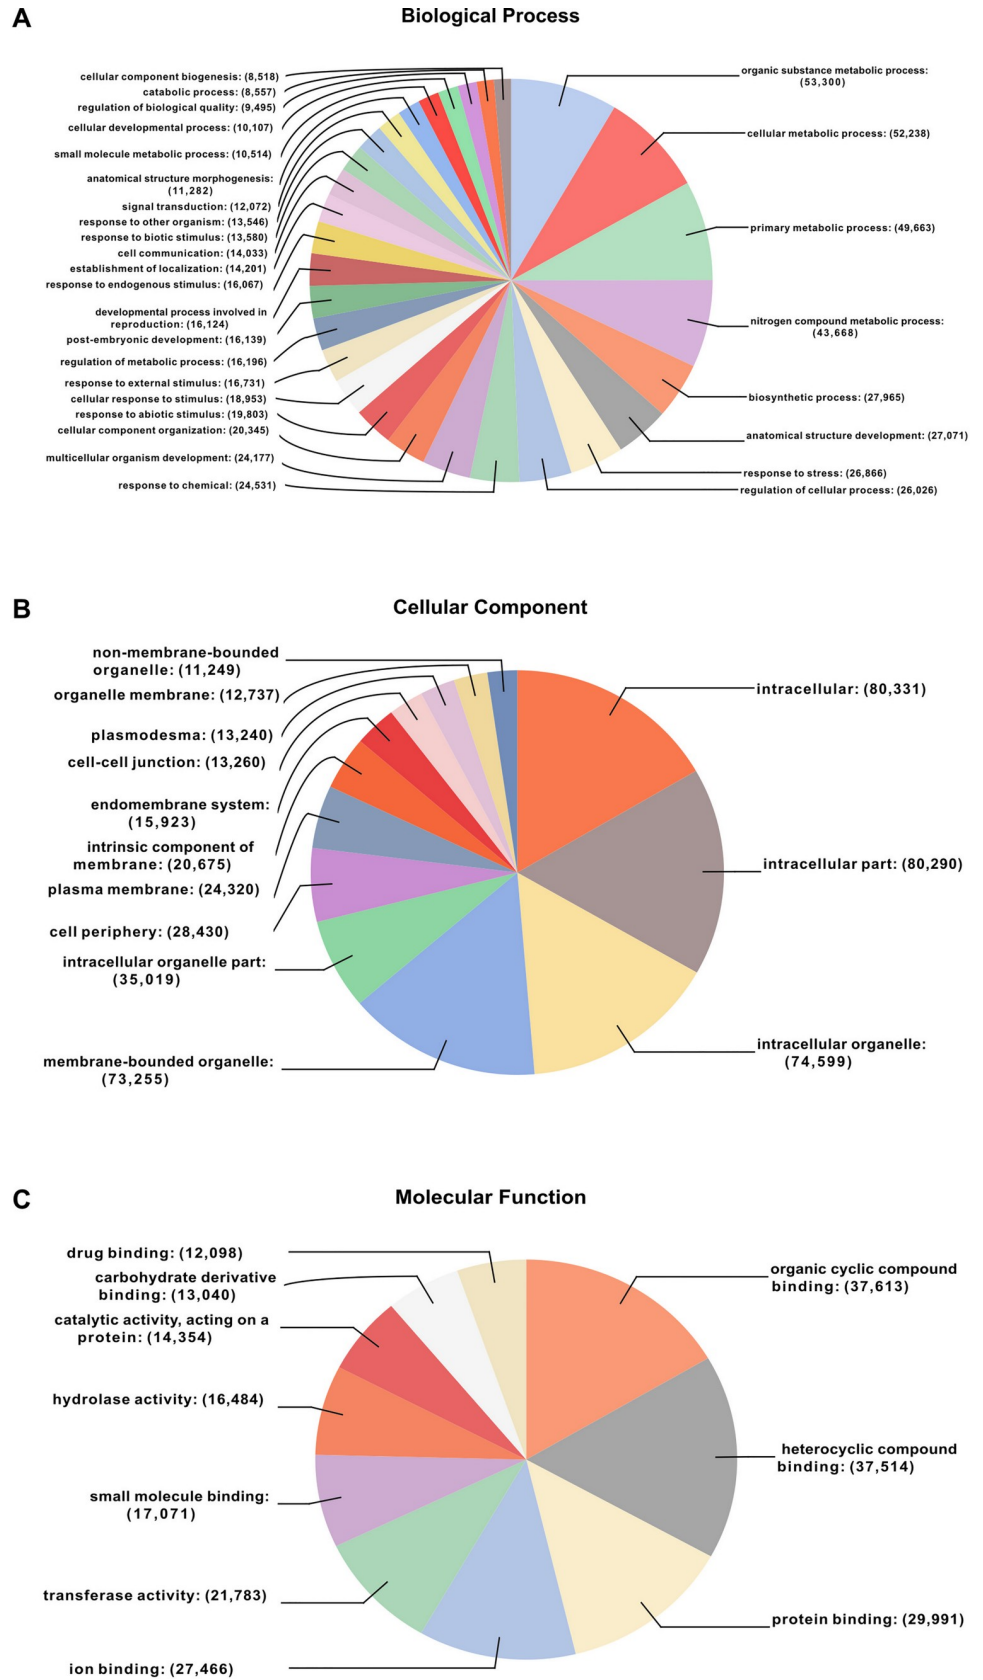 A
Biological Process
cellular component biogenesis: (8,518)
catabolic process: (8,557)
regulation of biological quality: (9,495)
cellular developmental process: (10,107)
small molecule metabolic process: (10,514)
anatomical structure morphogenesis:
(11,282)
signal transduction: (12,072)
response to other organism: (13,546)
response to biotic stimulus: (13,580)
cell communication: (14,033)
establishment of localization: (14,201)
response to endogenous stimulus: (16,067)
developmental process involved in
reproduction: (16,124)
post-embryonic development: (16,139)
regulation of metabolic process: (16,196)
response to external stimulus: (16,731)
cellular response to stimulus: (18,953)
response to abiotic stimulus: (19,803)
cellular component organization: (20,345)
multicellular organism development: (24,177)
response to chemical: (24,531)
organic substance metabolic process:
(53,300)
cellular metabolic process: (52,238)
primary metabolic process: (49,663)
nitrogen compound metabolic process:
(43,668)
biosynthetic process: (27,965)
anatomical structure development: (27,071)
response to stress: (26,866)
regulation of cellular process: (26,026)
B
Cellular Component
non-membrane-bounded
organelle: (11,249)
organelle membrane: (12,737)
plasmodesma: (13,240)
cell-cell junction: (13,260)
endomembrane system:
(15,923)
intrinsic component of
membrane: (20,675)
plasma membrane: (24,320)
cell periphery: (28,430)
intracellular organelle part:
(35,019)
membrane-bounded organelle:
(73,255)
intracellular: (80,331)
intracellular part: (80,290)
intracellular organelle:
(74,599)
C
Molecular Function
drug binding: (12,098)
carbohydrate derivative
binding: (13,040)
catalytic activity, acting on a
protein: (14,354)
hydrolase activity: (16,484)
small molecule binding:
(17,071)
transferase activity: (21,783)
ion binding: (27,466)
organic cyclic compound
binding: (37,613)
heterocyclic compound
binding: (37,514)
protein binding: (29,991)